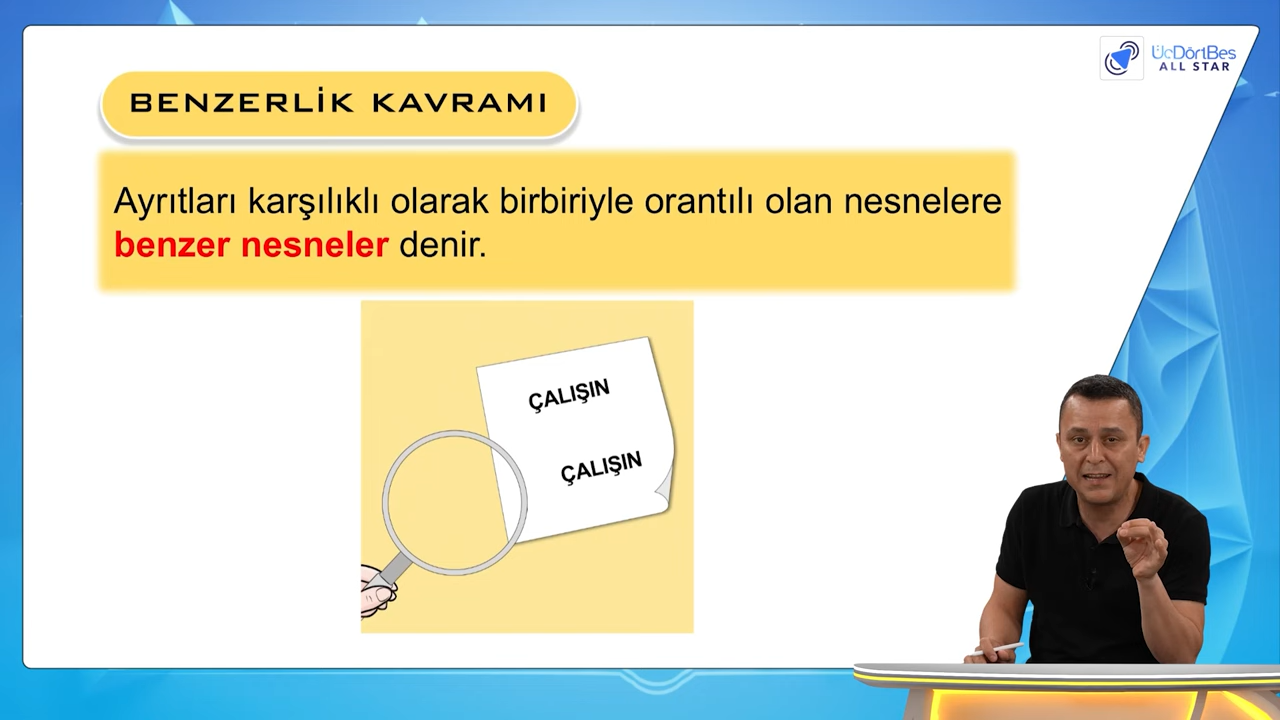 ÜçDörtBeş
ALL STAR
BENZERLİK KAVRAMI
Ayrıtları karşılıklı olarak birbiriyle orantılı olan nesnelere
benzer nesneler denir.
ÇALIŞIN
ÇALIŞIN